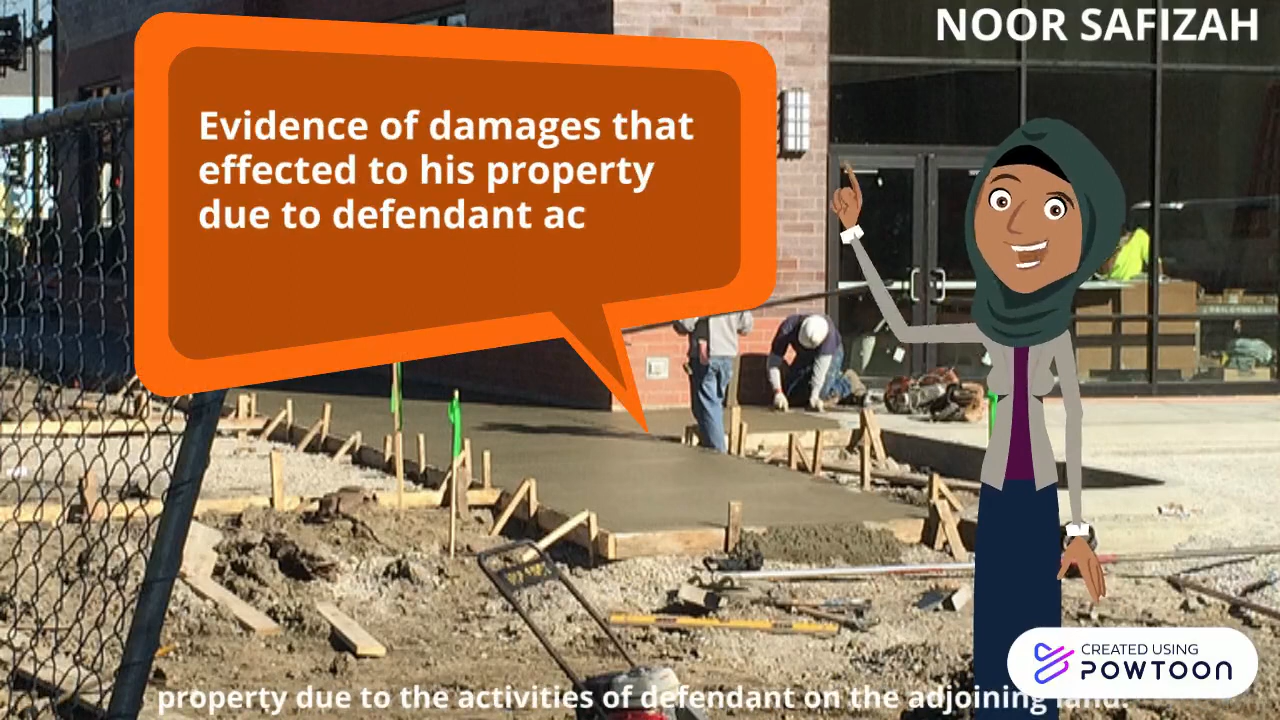 NOOR SAFIZAH
Evidence of damages that
effected to his property
due to defendant ac
property due to the activities of defendant on the adjoining land.
CREATED USING
POWTOON